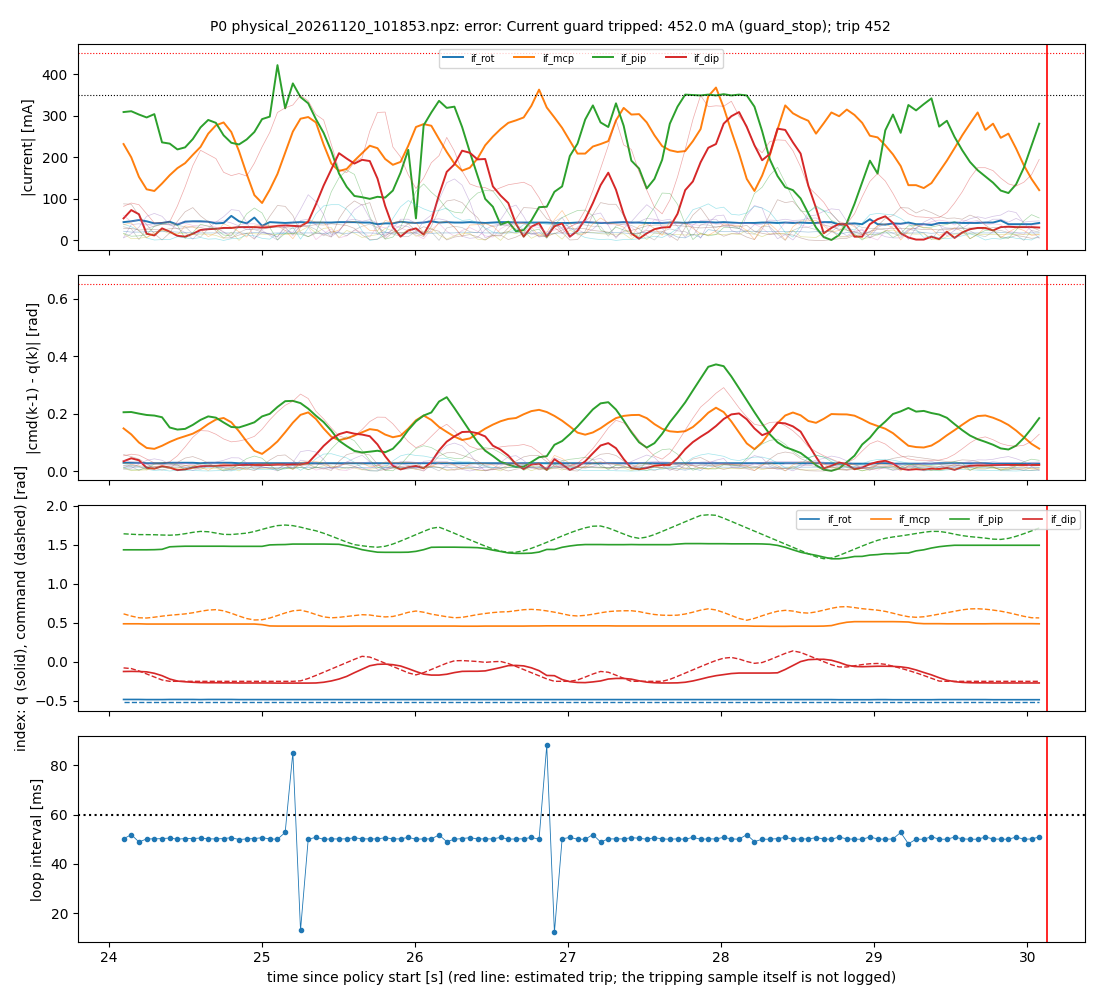 P0 physical_20261120_101853.npz: error: Current guard tripped: 452.0 mA (guard_stop); trip 452
|current| [mA]
400
300
200
100
0
if_rot if_mcp if_pip if_dip
|cmd(k-1) - q(k)| [rad]
0.6
0.4
0.2
0.0
index: q (solid), command (dashed) [rad]
2.0
1.5
1.0
0.5
0.0
−0.5
if_rot if_mcp if_pip if_dip
loop interval [ms]
80
60
40
20
24 25 26 27 28 29 30
time since policy start [s] (red line: estimated trip; the tripping sample itself is not logged)